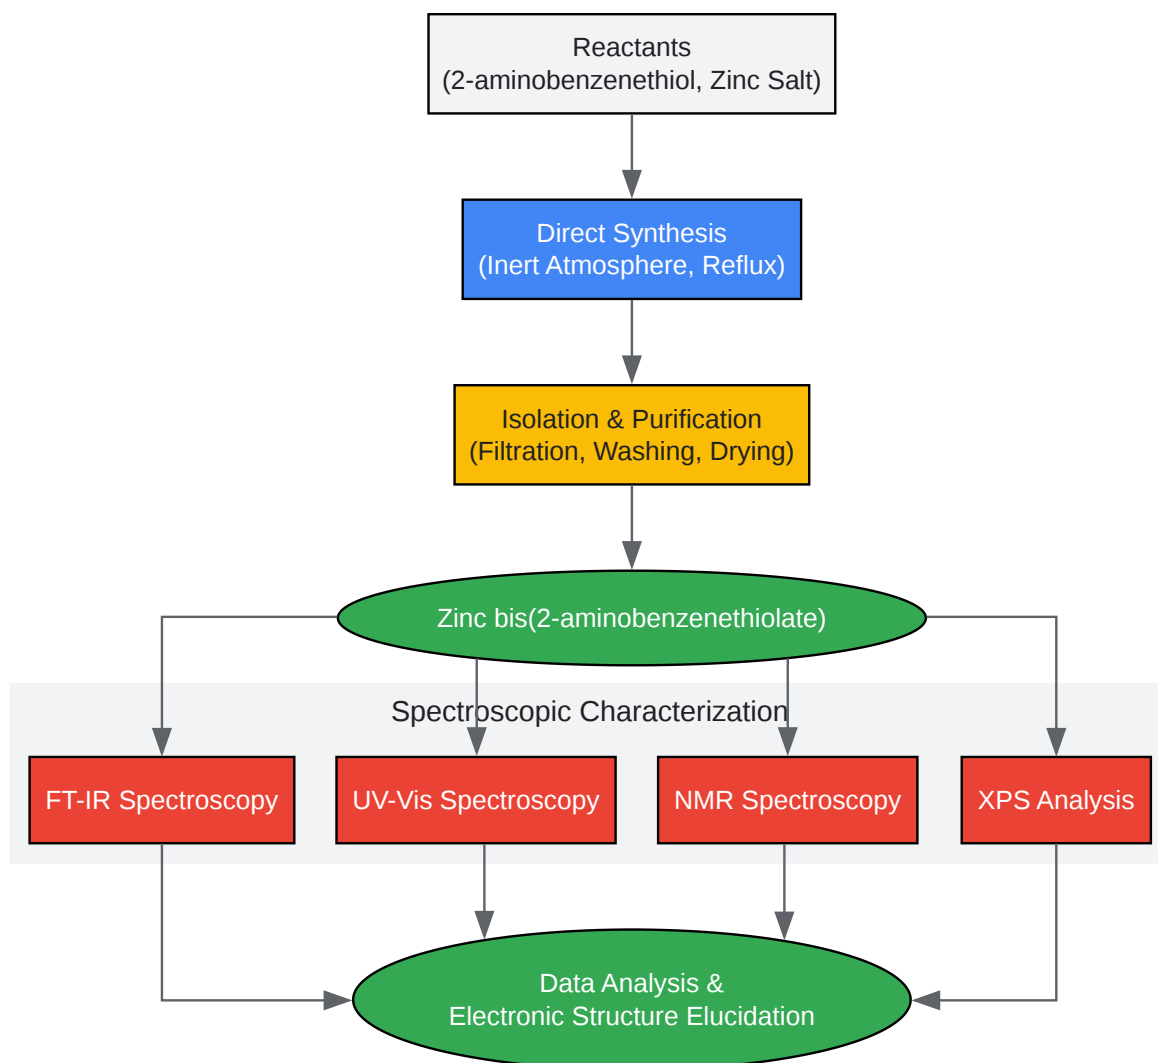 Reactants
(2-aminobenzenethiol, Zinc Salt)
Direct Synthesis
(Inert Atmosphere, Reflux)
Isolation & Purification
(Filtration, Washing, Drying)
Zinc bis(2-aminobenzenethiolate)
Spectroscopic Characterization
FT-IR Spectroscopy
UV-Vis Spectroscopy
NMR Spectroscopy
XPS Analysis
Data Analysis &
Electronic Structure Elucidation